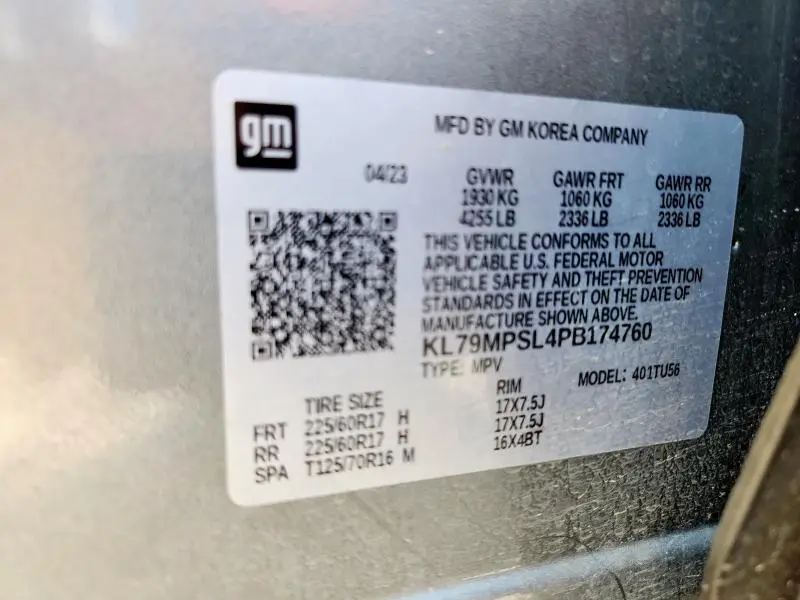 gm
MFD BY GM KOREA COMPANY
04/23 GVWR GAWR FRT GAWR RR
1930 KG 1060 KG 1060 KG
4255 LB 2336 LB 2336 LB
THIS VEHICLE CONFORMS TO ALL
APPLICABLE U.S. FEDERAL MOTOR
VEHICLE SAFETY AND THEFT PREVENTION
STANDARDS IN EFFECT ON THE DATE OF
MANUFACTURE SHOWN ABOVE.
KL79MPSL4PB174760
TYPE: MPV MODEL: 401TU56
TIRE SIZE RIM
FRT 225/60R17 H 17X7.5J
RR 225/60R17 H 17X7.5J
SPA T125/70R16 M 16X4BT